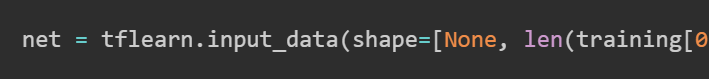 net = tflearn.input_data(shape=[None, len(training[0